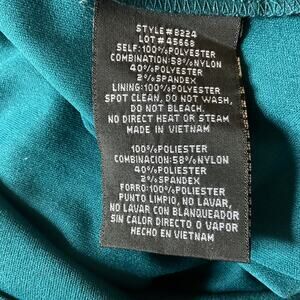 STYLE#8224
LOT#45668
SELF:100%POLYESTER
COMBINATION:58%NYLON
40%POLYESTER
2%SPANDEX
LINING:100%POLYESTER
SPOT CLEAN, DO NOT WASH,
DO NOT BLEACH.
NO DIRECT HEAT OR STEAM
MADE IN VIETNAM
100%POLIESTER
COMBINACION:58%NYLON
40%POLIESTER
2%SPANDEX
FORRO:100%POLIESTER
PUNTO LIMPIO, NO LAVAR,
NO LAVAR CON BLANQUEADOR
SIN CALOR DIRECTO O VAPOR
HECHO EN VIETNAM